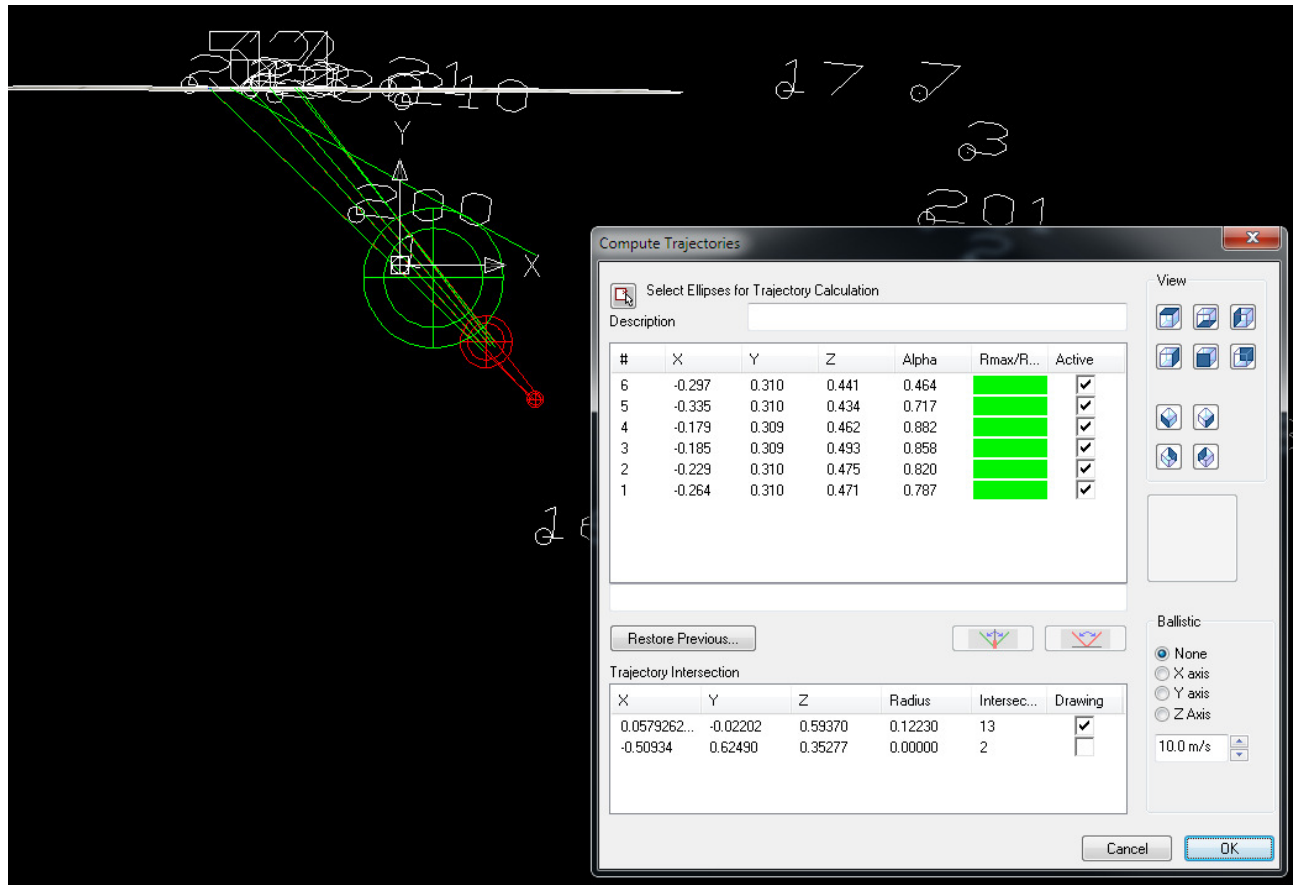 17 7
3
200
201
Y
X
Compute Trajectories
Select Ellipses for Trajectory Calculation
Description
# X Y Z Alpha Rmax/R... Active
6 -0.297 0.310 0.441 0.464
5 -0.335 0.310 0.434 0.717
4 -0.179 0.309 0.462 0.882
3 -0.185 0.309 0.493 0.858
2 -0.229 0.310 0.475 0.820
1 -0.264 0.310 0.471 0.787
Restore Previous...
Trajectory Intersection
X Y Z Radius Intersec... Drawing
0.0579262... -0.02202 0.59370 0.12230 13
-0.50934 0.62490 0.35277 0.00000 2
View
Ballistic
None
X axis
Y axis
Z Axis
10.0 m/s
Cancel OK